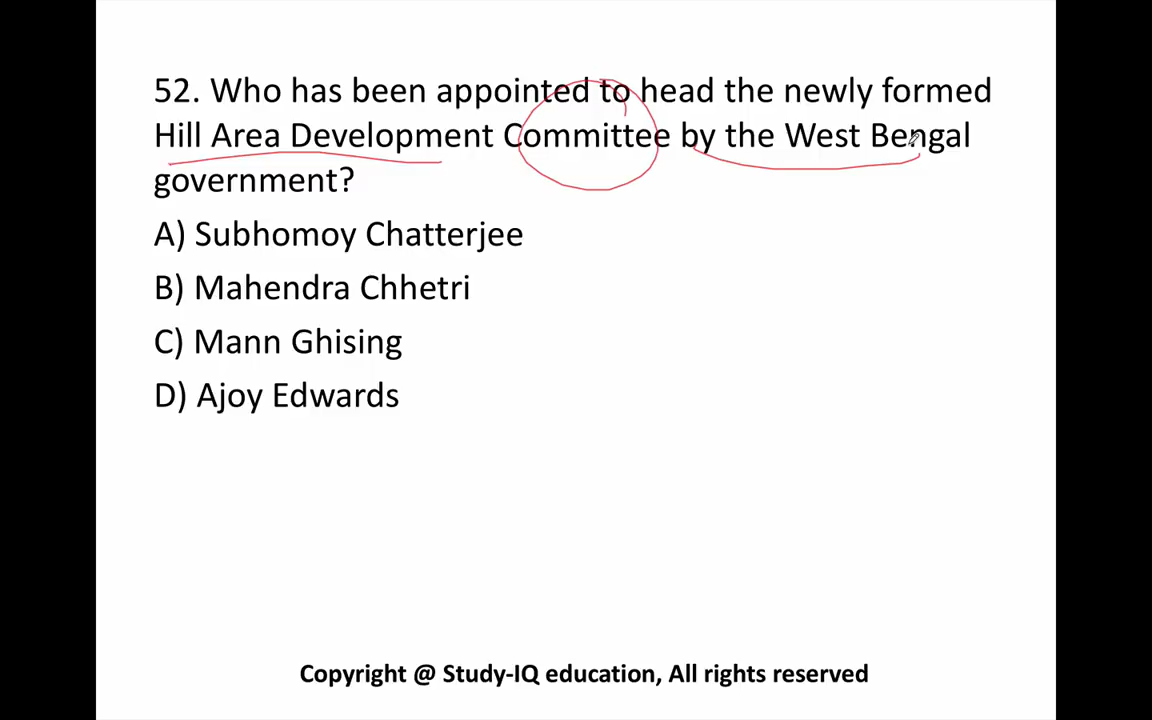 52. Who has been appointed to head the newly formed
Hill Area Development Committee by the West Bengal
government?
A) Subhomoy Chatterjee
B) Mahendra Chhetri
C) Mann Ghising
D) Ajoy Edwards
Copyright @ Study-IQ education, All rights reserved